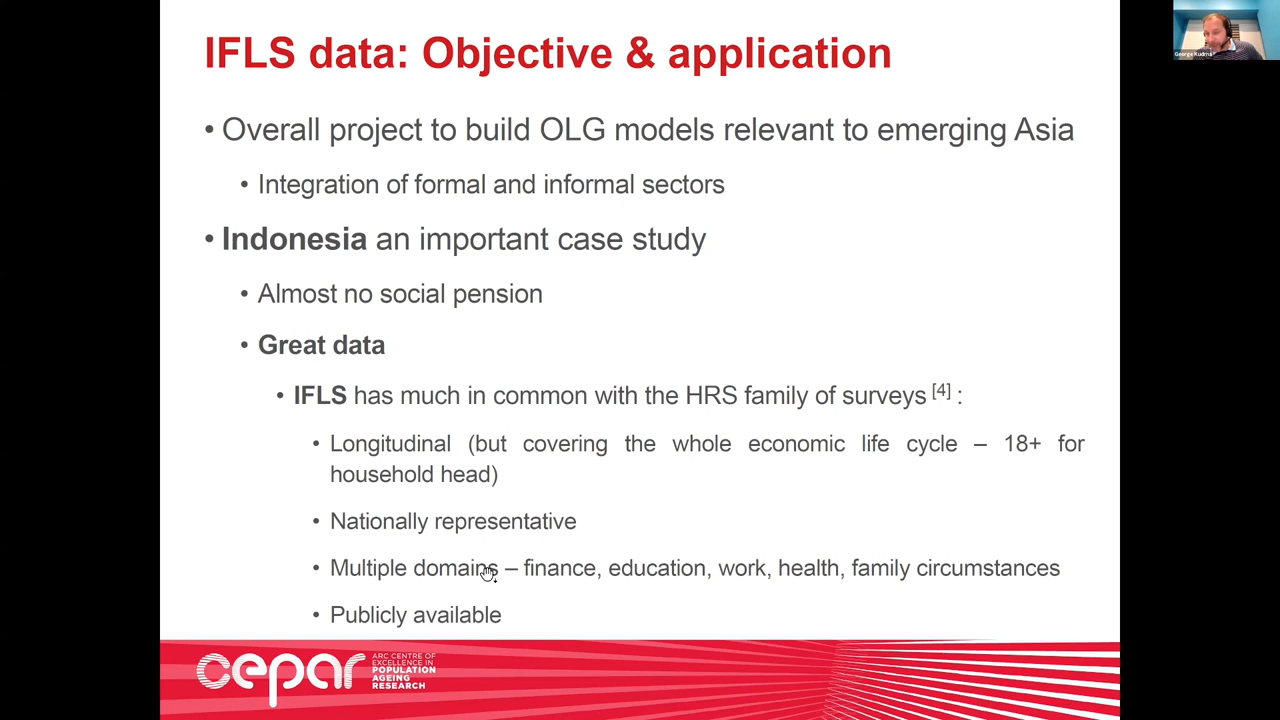 IFLS data: Objective & application
George Kudrna
• Overall project to build OLG models relevant to emerging Asia
• Integration of formal and informal sectors
• Indonesia an important case study
• Almost no social pension
• Great data
• IFLS has much in common with the HRS family of surveys [4] :
• Longitudinal (but covering the whole economic life cycle – 18+ for
household head)
• Nationally representative
• Multiple domains – finance, education, work, health, family circumstances
• Publicly available
cepar
ARC CENTRE OF
EXCELLENCE IN
POPULATION
AGEING
RESEARCH